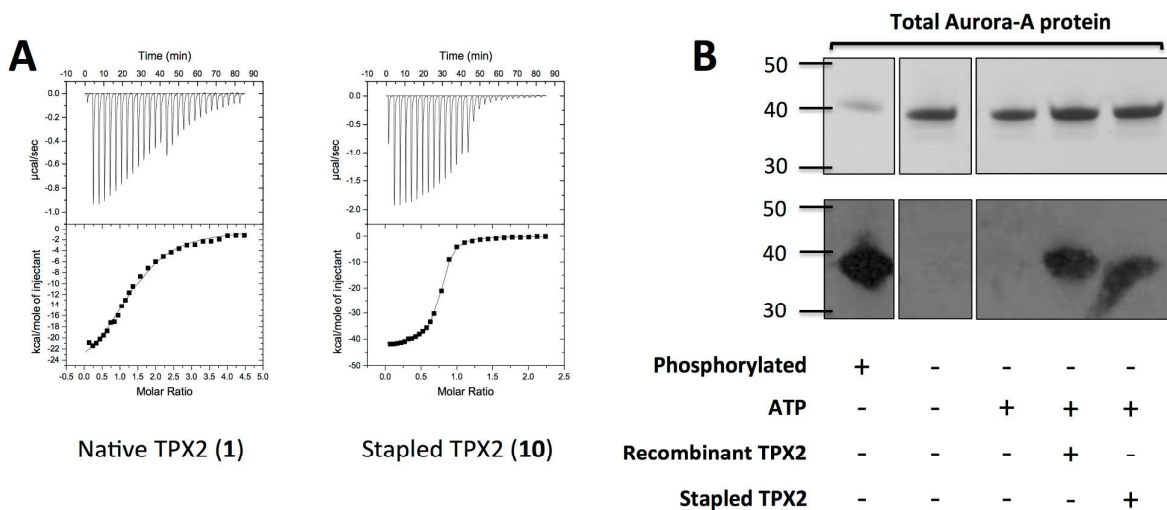 A
Time (min)
-10 0 10 20 30 40 50 60 70 80 90
0.0
-0.2
-0.4
-0.6
-0.8
-1.0
µcal/sec
0
-2
-4
-6
-8
-10
-12
-14
-16
-18
-20
-22
-24
kcal/mole of injectant
-0.5 0.0 0.5 1.0 1.5 2.0 2.5 3.0 3.5 4.0 4.5 5.0
Molar Ratio
Native TPX2 (1)
Time (min)
-10 0 10 20 30 40 50 60 70 80 90
0.0
-0.5
-1.0
-1.5
-2.0
µcal/sec
0
-10
-20
-30
-40
-50
kcal/mole of injectant
0.0 0.5 1.0 1.5 2.0 2.5
Molar Ratio
Stapled TPX2 (10)
B
Total Aurora-A protein
50
40
30
50
40
30
Phosphorylated + - - - -
ATP - - + + +
Recombinant TPX2 - - - + -
Stapled TPX2 - - - - +